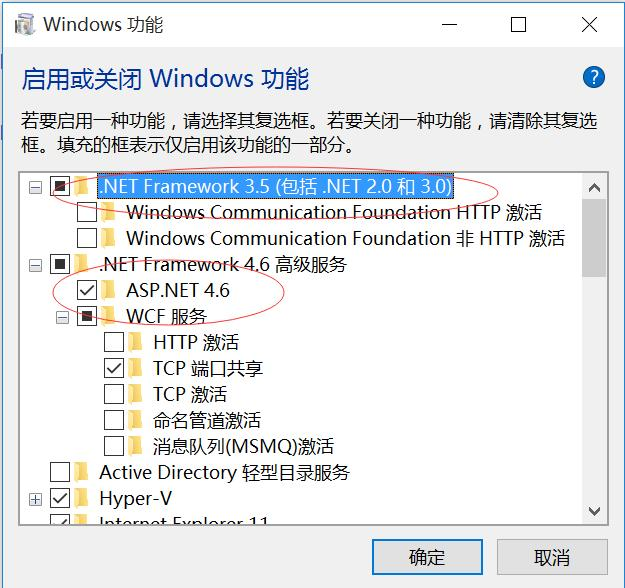 Windows 功能
启用或关闭 Windows 功能
?
若要启用一种功能，请选择其复选框。若要关闭一种功能，请清除其复选
框。填充的框表示仅启用该功能的一部分。
.NET Framework 3.5 (包括 .NET 2.0 和 3.0)
Windows Communication Foundation HTTP 激活
Windows Communication Foundation 非 HTTP 激活
.NET Framework 4.6 高级服务
ASP.NET 4.6
WCF 服务
HTTP 激活
TCP 端口共享
TCP 激活
命名管道激活
消息队列(MSMQ)激活
Active Directory 轻型目录服务
Hyper-V
Internet Explorer 11
确定
取消